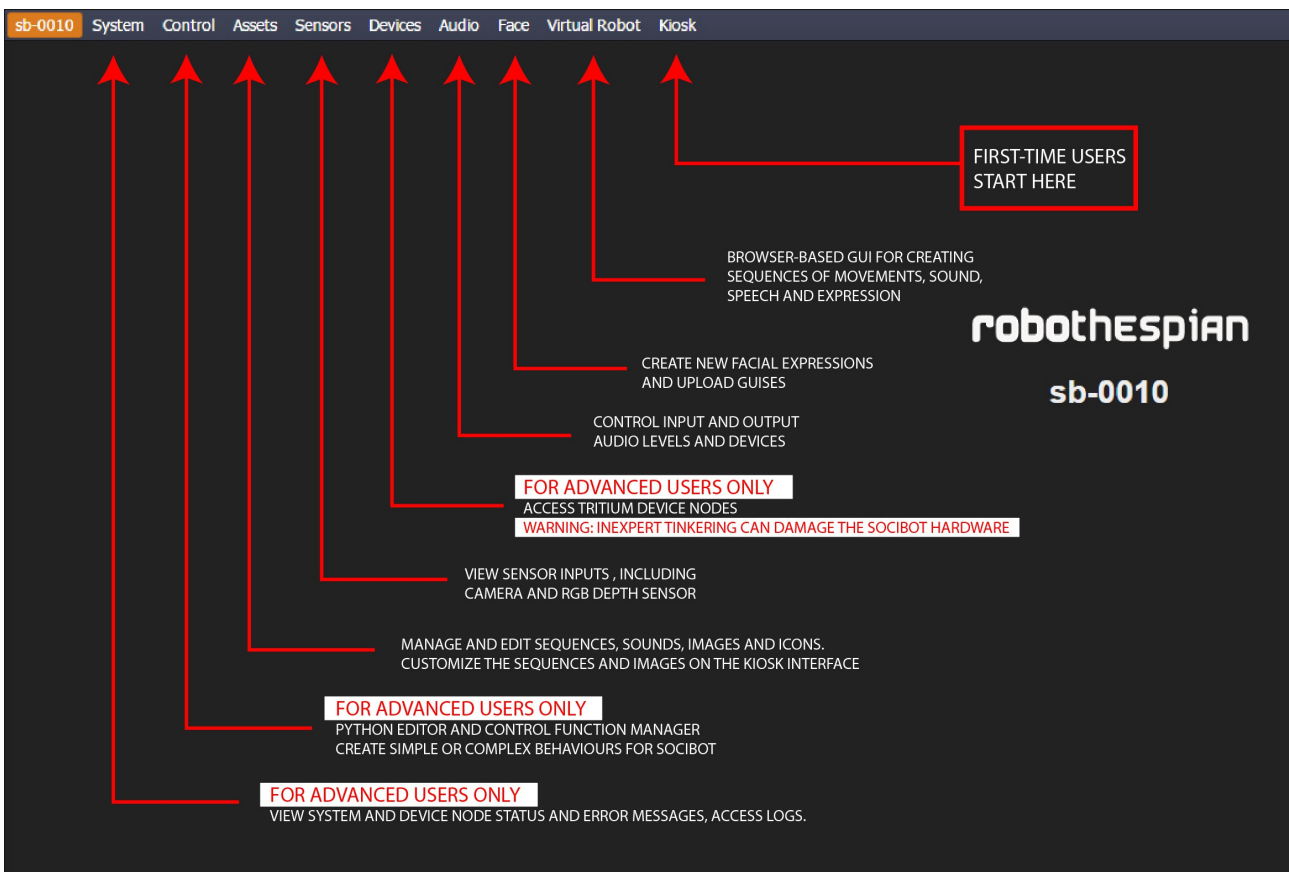 sb-0010 System Control Assets Sensors Devices Audio Face Virtual Robot Kiosk
FIRST-TIME USERS
START HERE
BROWSER-BASED GUI FOR CREATING
SEQUENCES OF MOVEMENTS, SOUND,
SPEECH AND EXPRESSION
robothespian
sb-0010
CREATE NEW FACIAL EXPRESSIONS
AND UPLOAD GUISES
CONTROL INPUT AND OUTPUT
AUDIO LEVELS AND DEVICES
FOR ADVANCED USERS ONLY
ACCESS TRITIUM DEVICE NODES
WARNING: INEXPERT TINKERING CAN DAMAGE THE SOCIBOT HARDWARE
VIEW SENSOR INPUTS , INCLUDING
CAMERA AND RGB DEPTH SENSOR
MANAGE AND EDIT SEQUENCES, SOUNDS, IMAGES AND ICONS.
CUSTOMIZE THE SEQUENCES AND IMAGES ON THE KIOSK INTERFACE
FOR ADVANCED USERS ONLY
PYTHON EDITOR AND CONTROL FUNCTION MANAGER
CREATE SIMPLE OR COMPLEX BEHAVIOURS FOR SOCIBOT
FOR ADVANCED USERS ONLY
VIEW SYSTEM AND DEVICE NODE STATUS AND ERROR MESSAGES, ACCESS LOGS.